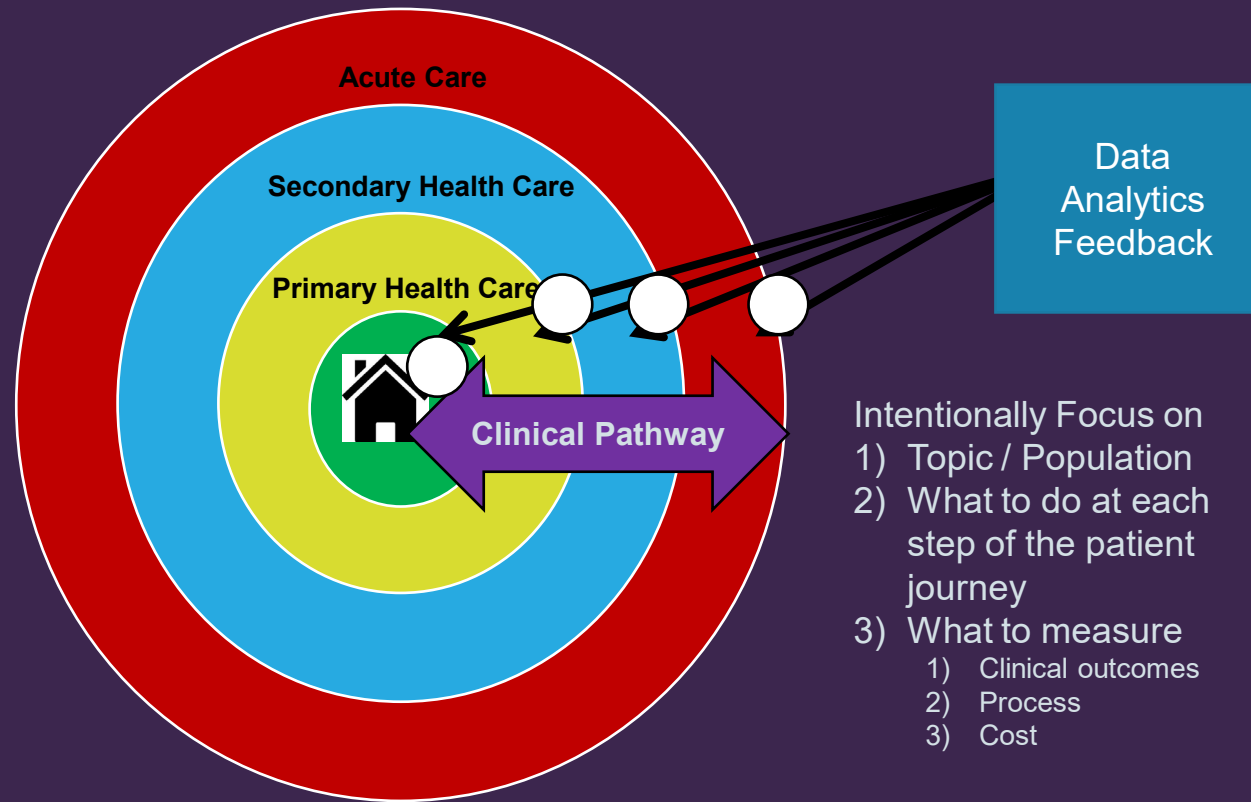 Acute Care
Secondary Health Care
Primary Health Care
Clinical Pathway
Data
Analytics
Feedback
Intentionally Focus on
1) Topic / Population
2) What to do at each
step of the patient
journey
3) What to measure
1) Clinical outcomes
2) Process
3) Cost